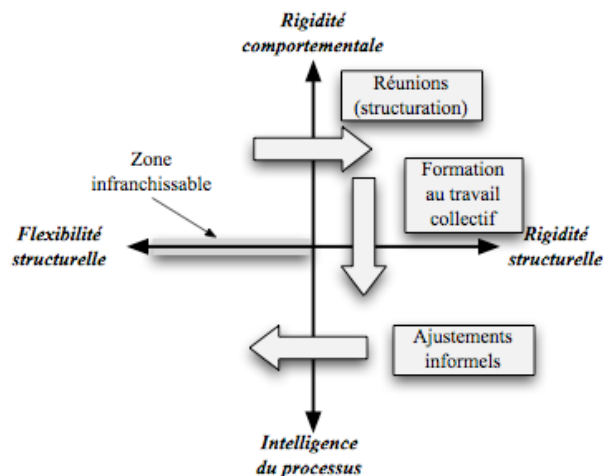 Rigidité
comportementale
Réunions
(structuration)
Zone
infranchissable
Formation
au travail
collectif
Flexibilité
structurelle
Rigidité
structurelle
Ajustements
informels
Intelligence
du processus